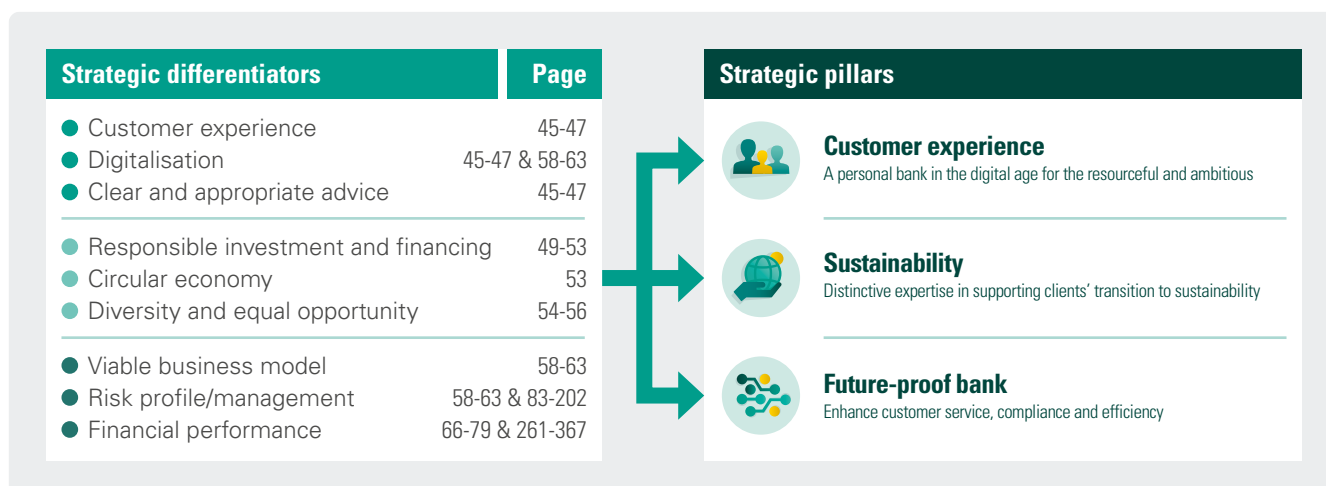 Strategic differentiators Page
Customer experience 45-47
Digitalisation 45-47 & 58-63
Clear and appropriate advice 45-47
Responsible investment and financing 49-53
Circular economy 53
Diversity and equal opportunity 54-56
Viable business model 58-63
Risk profile/management 58-63 & 83-202
Financial performance 66-79 & 261-367
Strategic pillars
Customer experience
A personal bank in the digital age for the resourceful and ambitious
Sustainability
Distinctive expertise in supporting clients’ transition to sustainability
Future-proof bank
Enhance customer service, compliance and efficiency